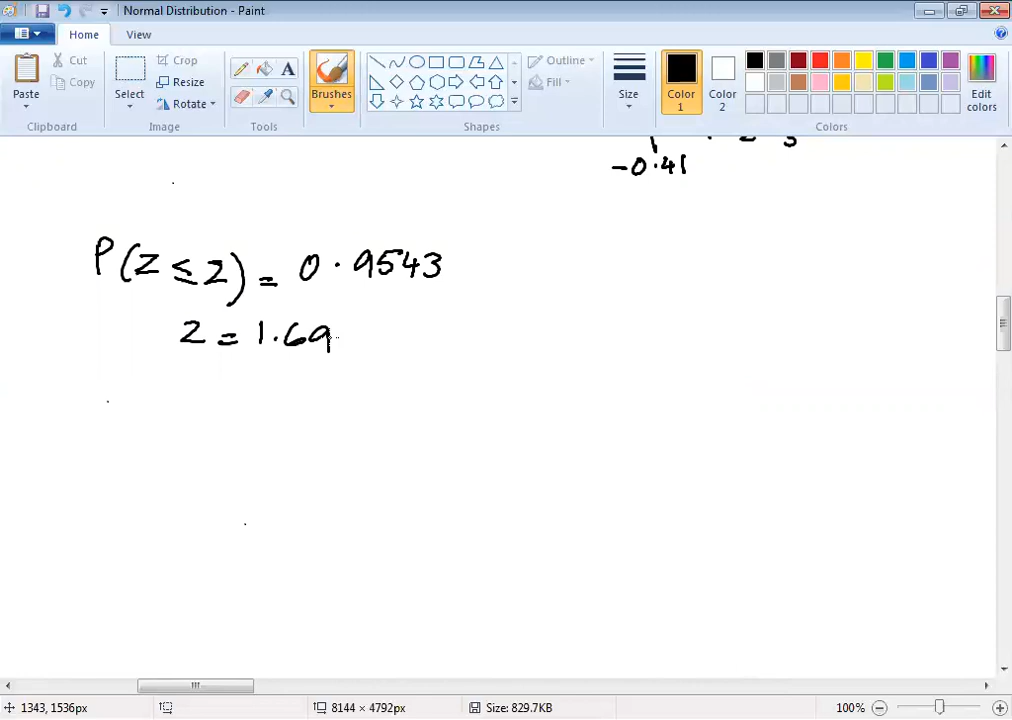 Normal Distribution - Paint
Home View
Paste
Cut
Copy
Clipboard
Select
Crop
Resize
Rotate
Image
A
Tools
Brushes
Shapes
Outline
Fill
Size
Color 1
Color 2
Edit colors
Colors
-0.41
P(Z ≤ z) = 0.9543
z = 1.69
1343, 1536px
8144 × 4792px
Size: 829.7KB
100%